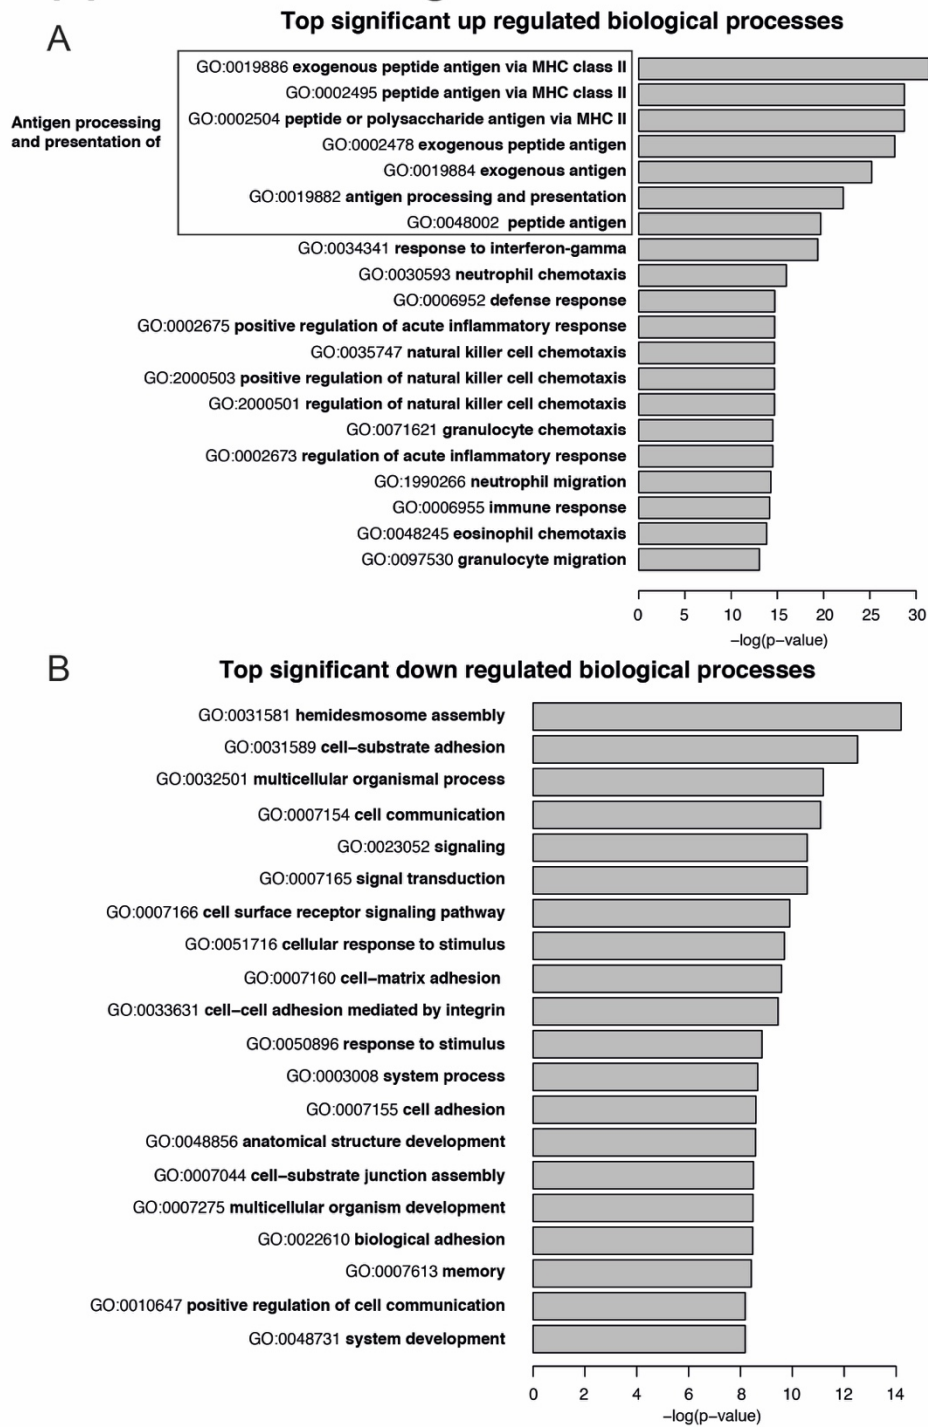 Top significant up regulated biological processes
A
GO:0019886 exogenous peptide antigen via MHC class II
GO:0002495 peptide antigen via MHC class II
Antigen processing
and presentation of
GO:0002504 peptide or polysaccharide antigen via MHC II
GO:0002478 exogenous peptide antigen
GO:0019884 exogenous antigen
GO:0019882 antigen processing and presentation
GO:0048002 peptide antigen
GO:0034341 response to interferon-gamma
GO:0030593 neutrophil chemotaxis
GO:0006952 defense response
GO:0002675 positive regulation of acute inflammatory response
GO:0035747 natural killer cell chemotaxis
GO:2000503 positive regulation of natural killer cell chemotaxis
GO:2000501 regulation of natural killer cell chemotaxis
GO:0071621 granulocyte chemotaxis
GO:0002673 regulation of acute inflammatory response
GO:1990266 neutrophil migration
GO:0006955 immune response
GO:0048245 eosinophil chemotaxis
GO:0097530 granulocyte migration
0 5 10 15 20 25 30
−log(p−value)
B
Top significant down regulated biological processes
GO:0031581 hemidesmosome assembly
GO:0031589 cell−substrate adhesion
GO:0032501 multicellular organismal process
GO:0007154 cell communication
GO:0023052 signaling
GO:0007165 signal transduction
GO:0007166 cell surface receptor signaling pathway
GO:0051716 cellular response to stimulus
GO:0007160 cell−matrix adhesion
GO:0033631 cell−cell adhesion mediated by integrin
GO:0050896 response to stimulus
GO:0003008 system process
GO:0007155 cell adhesion
GO:0048856 anatomical structure development
GO:0007044 cell−substrate junction assembly
GO:0007275 multicellular organism development
GO:0022610 biological adhesion
GO:0007613 memory
GO:0010647 positive regulation of cell communication
GO:0048731 system development
0 2 4 6 8 10 12 14
−log(p−value)